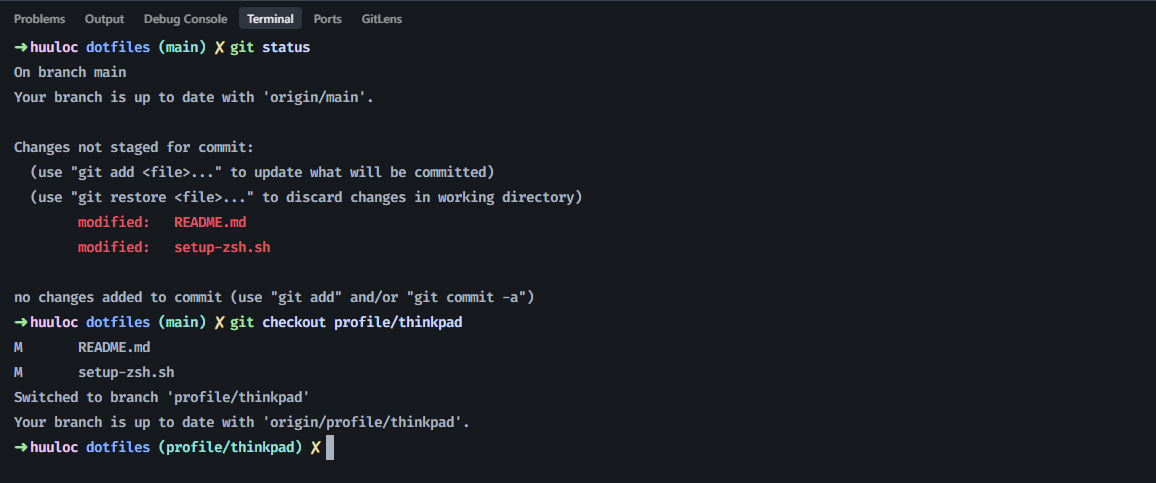 Problems Output Debug Console Terminal Ports GitLens
➜ huuloc dotfiles (main) ✗ git status
On branch main
Your branch is up to date with 'origin/main'.
Changes not staged for commit:
(use "git add <file>..." to update what will be committed)
(use "git restore <file>..." to discard changes in working directory)
modified: README.md
modified: setup-zsh.sh
no changes added to commit (use "git add" and/or "git commit -a")
➜ huuloc dotfiles (main) ✗ git checkout profile/thinkpad
M README.md
M setup-zsh.sh
Switched to branch 'profile/thinkpad'
Your branch is up to date with 'origin/profile/thinkpad'.
➜ huuloc dotfiles (profile/thinkpad) ✗